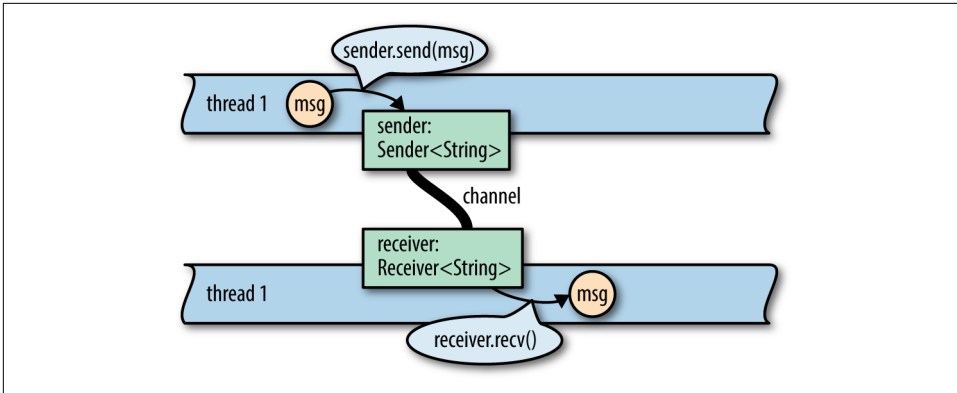 sender.send(msg)
thread 1
msg
sender:
Sender<String>
channel
receiver:
Receiver<String>
thread 1
msg
receiver.recv()